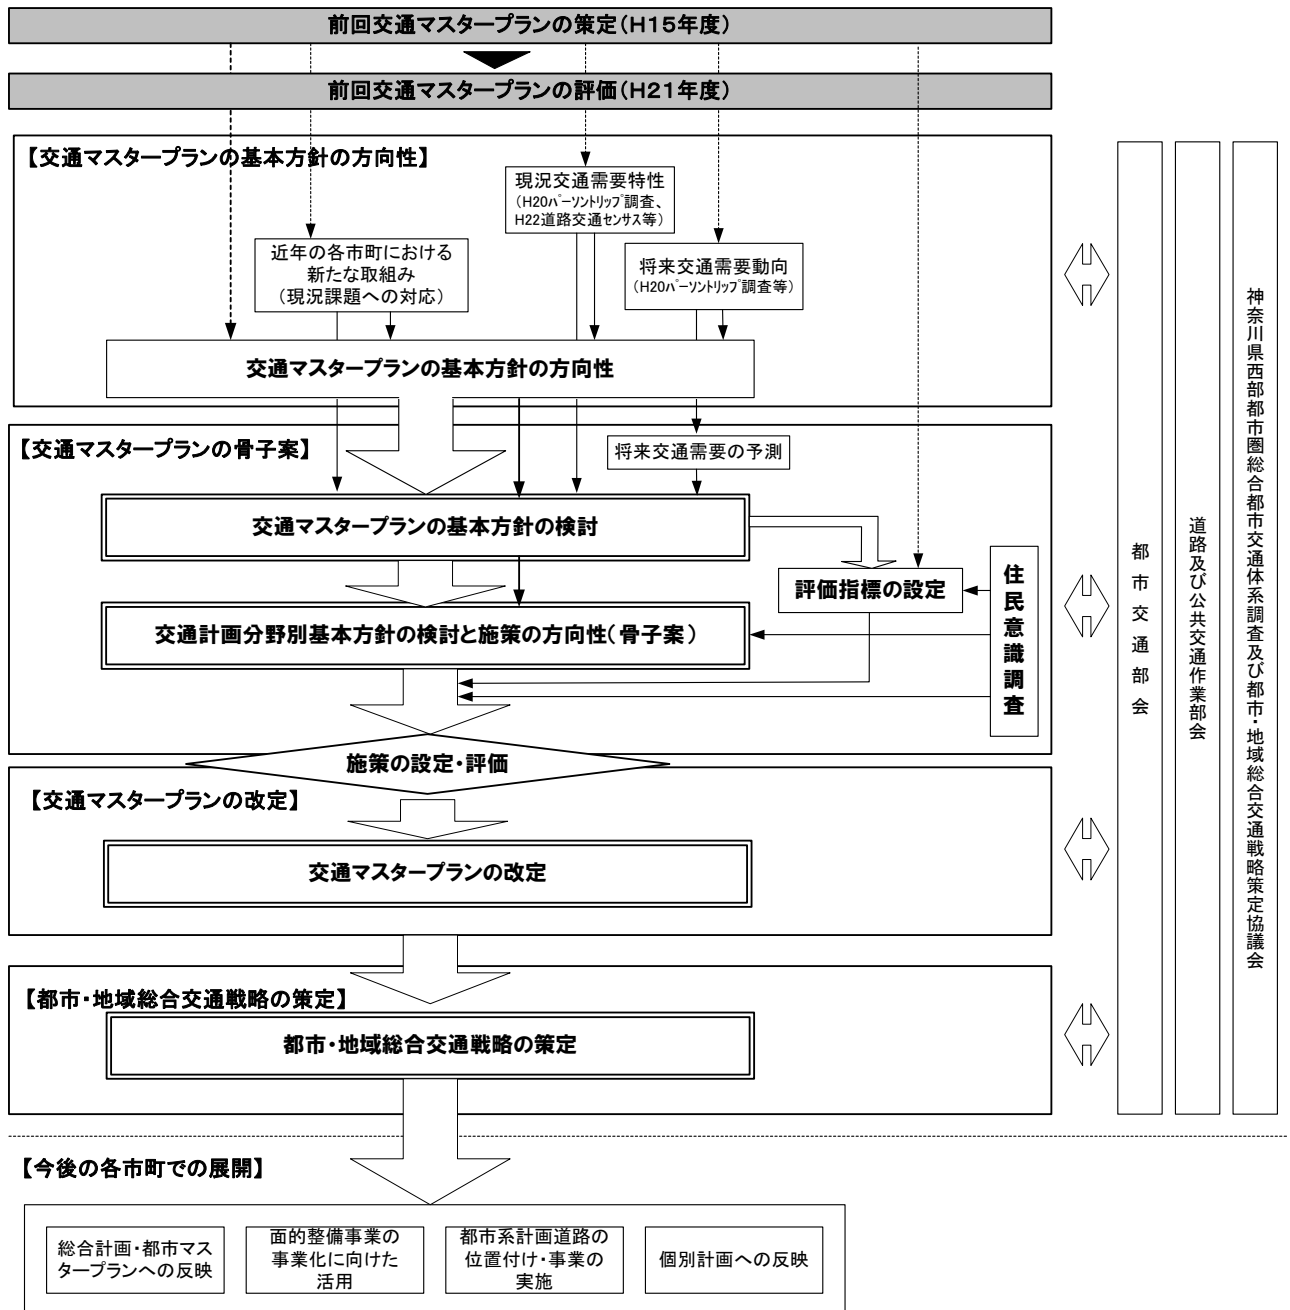 前回交通マスタープランの策定(H15年度)
前回交通マスタープランの評価(H21年度)
【交通マスタープランの基本方針の方向性】
現況交通需要特性
(H20パーソントリップ調査、
H22道路交通センサス等)
近年の各市町における
新たな取組み
(現況課題への対応)
将来交通需要動向
(H20パーソントリップ調査等)
交通マスタープランの基本方針の方向性
【交通マスタープランの骨子案】
将来交通需要の予測
交通マスタープランの基本方針の検討
評価指標の設定
住民意識調査
交通計画分野別基本方針の検討と施策の方向性(骨子案)
施策の設定・評価
【交通マスタープランの改定】
交通マスタープランの改定
【都市・地域総合交通戦略の策定】
都市・地域総合交通戦略の策定
都市交通部会
道路及び公共交通作業部会
神奈川県西部都市圏総合都市交通体系調査及び都市・地域総合交通戦略策定協議会
【今後の各市町での展開】
総合計画・都市マス
タープランへの反映
面的整備事業の
事業化に向けた
活用
都市系計画道路の
位置付け・事業の
実施
個別計画への反映